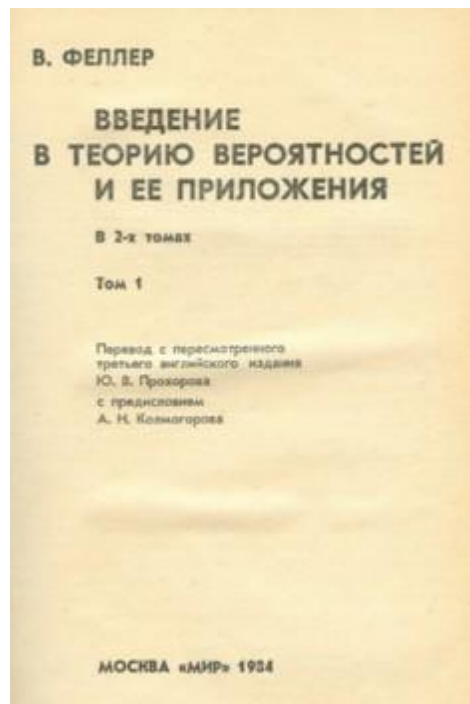 В. ФЕЛЛЕР
ВВЕДЕНИЕ
В ТЕОРИЮ ВЕРОЯТНОСТЕЙ
И ЕЕ ПРИЛОЖЕНИЯ
В 2-х томах
Том 1
Перевод с пересмотренного
третьего английского издания
Ю. В. Прохорова
с предисловием
А. Н. Колмогорова
МОСКВА «МИР» 1984